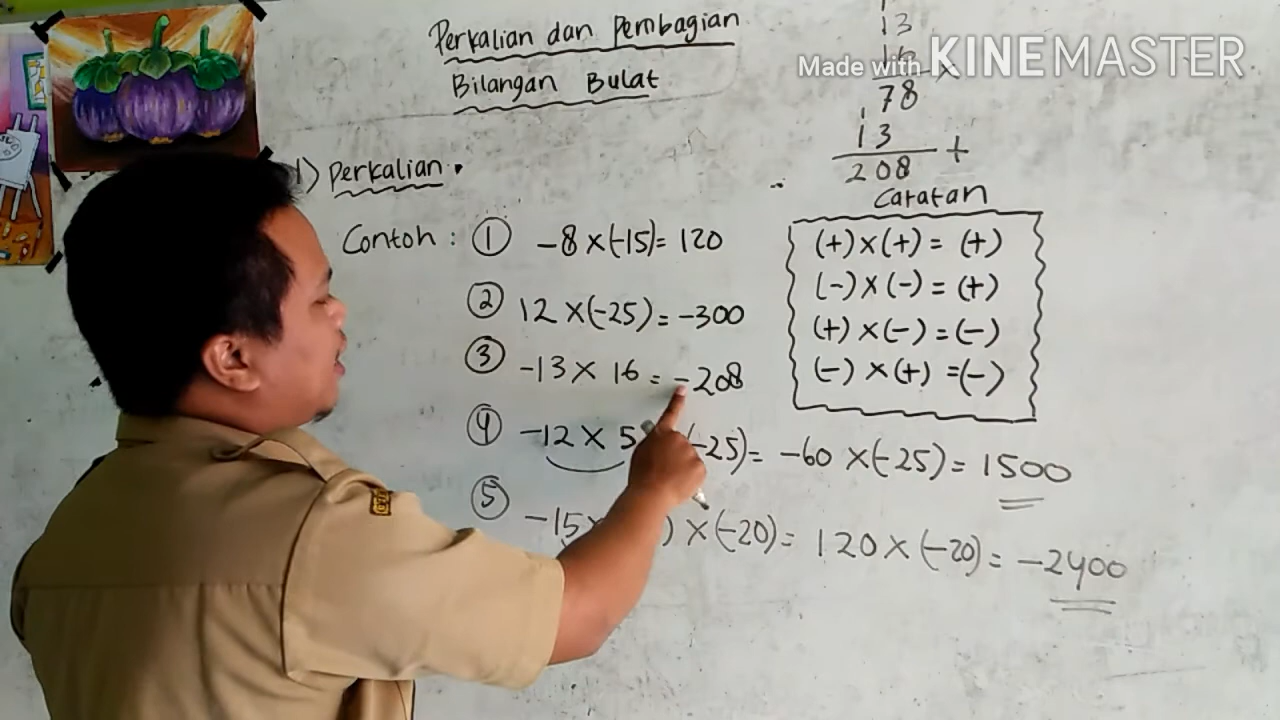 Perkalian dan Pembagian
Bilangan Bulat
13
16 x
78
13 +
208
Made with KINEMASTER
1) Perkalian.
Contoh : ① -8 x (-15) = 120
② 12 x (-25) = -300
③ -13 x 16 = -208
④ -12 x 5 (-25) = -60 x (-25) = 1500
⑤ -15 x ) x (-20) = 120 x (-20) = -2400
Catatan
(+) x (+) = (+)
(-) x (-) = (+)
(+) x (-) = (-)
(-) x (+) = (-)